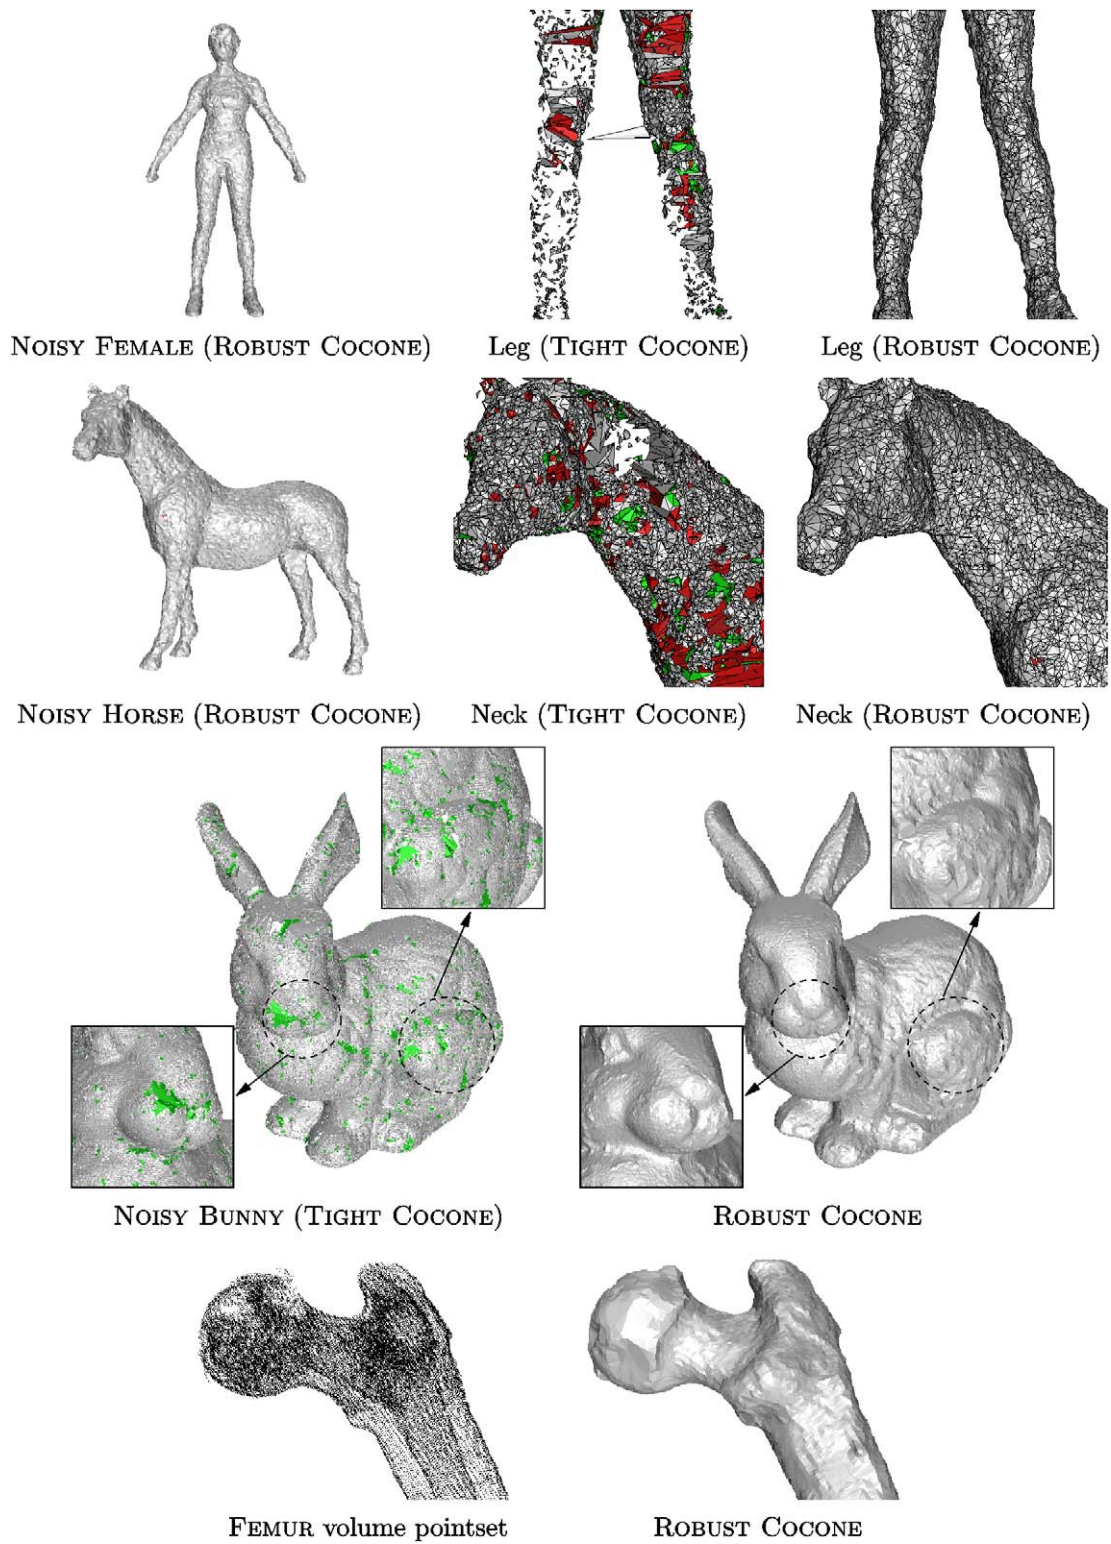 NOISY FEMALE (ROBUST COCONE)
Leg (TIGHT COCONE)
Leg (ROBUST COCONE)
NOISY HORSE (ROBUST COCONE)
Neck (TIGHT COCONE)
Neck (ROBUST COCONE)
NOISY BUNNY (TIGHT COCONE)
ROBUST COCONE
FEMUR volume pointset
ROBUST COCONE